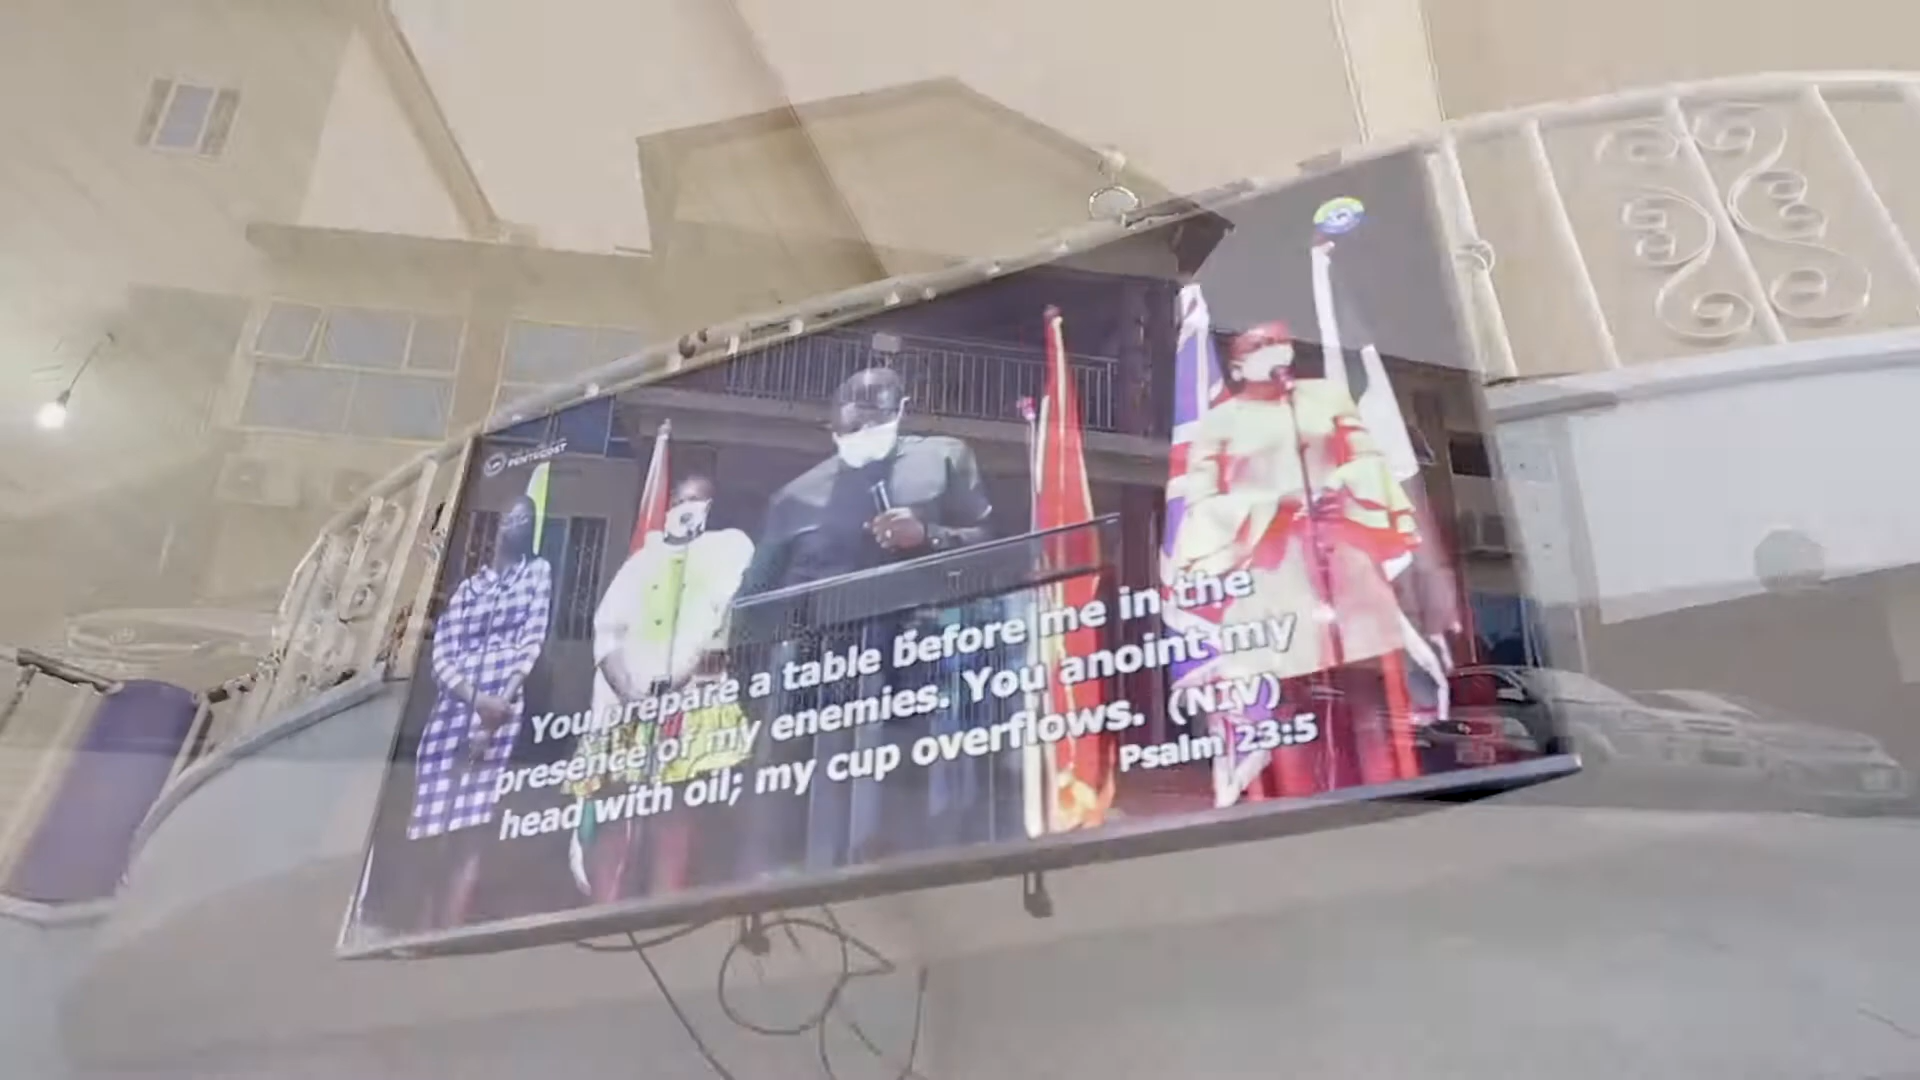 PENTECOST
You prepare a table before me in the
presence of my enemies. You anoint my
head with oil; my cup overflows. (NIV)
Psalm 23:5